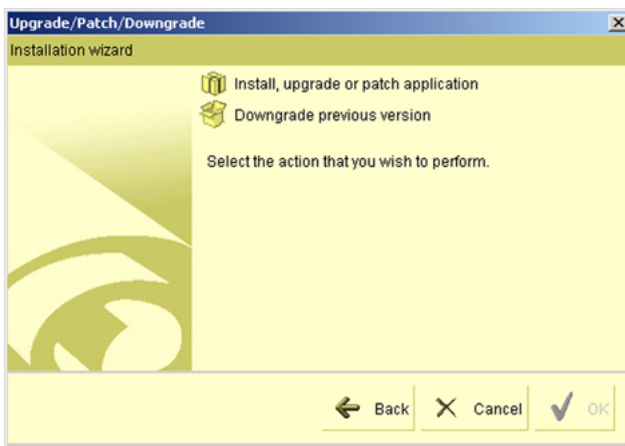 Upgrade/Patch/Downgrade
Installation wizard
Install, upgrade or patch application
Downgrade previous version
Select the action that you wish to perform.
Back Cancel OK